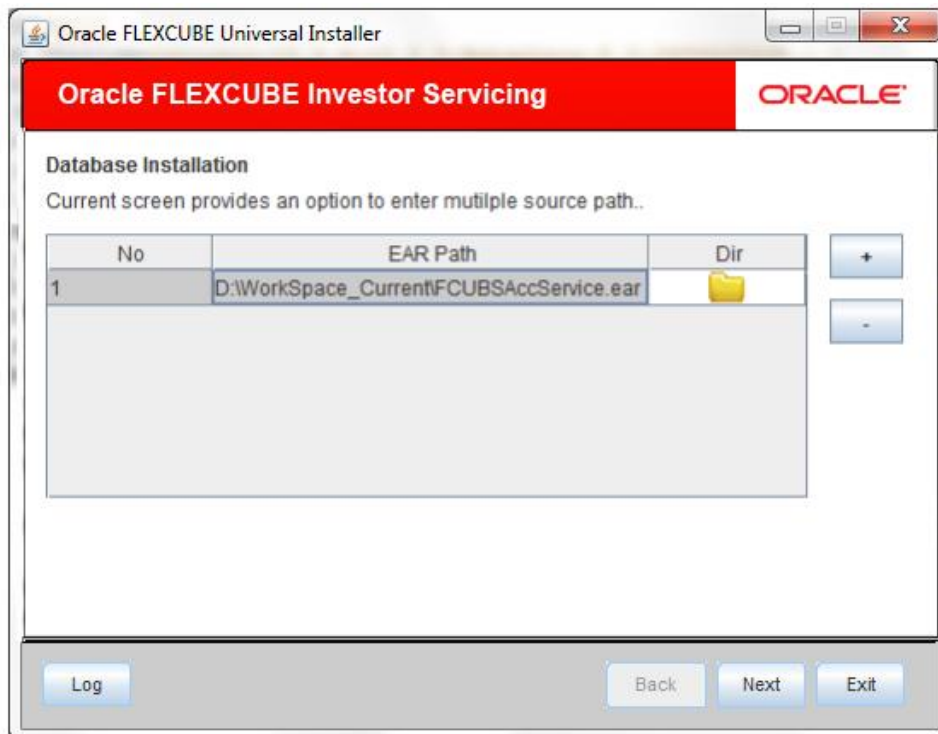 Oracle FLEXCUBE Universal Installer
Oracle FLEXCUBE Investor Servicing
ORACLE
Database Installation
Current screen provides an option to enter mutilple source path..
No EAR Path Dir
1 D:\WorkSpace_Current\FCUBSAccService.ear
+
-
Log Back Next Exit